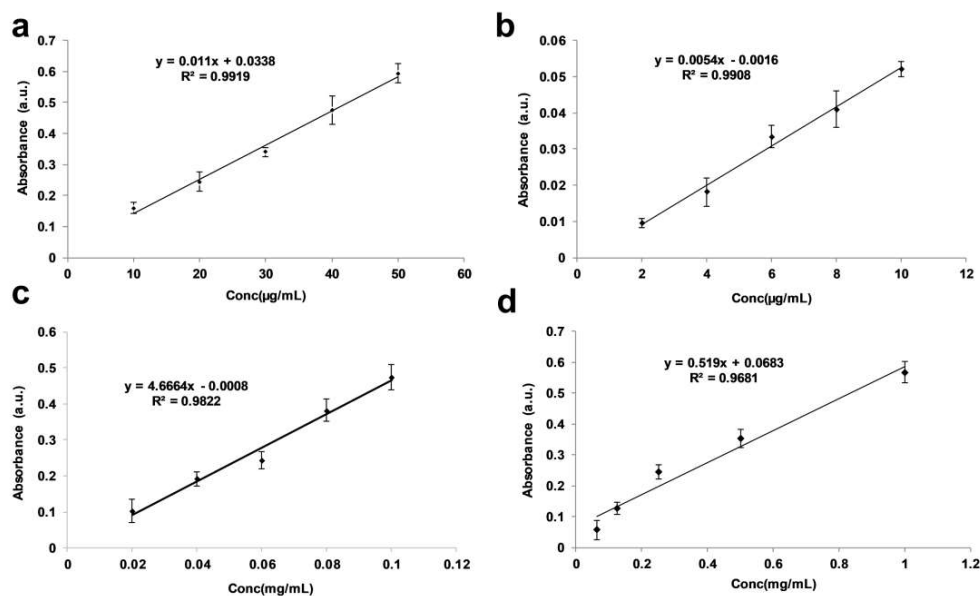 a
0.7
0.6
0.5
0.4
0.3
0.2
0.1
0
Absorbance (a.u.)
y = 0.011x + 0.0338
R² = 0.9919
0 10 20 30 40 50 60
Conc(µg/mL)
b
0.06
0.05
0.04
0.03
0.02
0.01
0
Absorbance (a.u.)
y = 0.0054x - 0.0016
R² = 0.9908
0 2 4 6 8 10 12
Conc(µg/mL)
c
0.6
0.5
0.4
0.3
0.2
0.1
0
Absorbance (a.u.)
y = 4.6664x - 0.0008
R² = 0.9822
0 0.02 0.04 0.06 0.08 0.1 0.12
Conc(mg/mL)
d
0.7
0.6
0.5
0.4
0.3
0.2
0.1
0
Absorbance (a.u.)
y = 0.519x + 0.0683
R² = 0.9681
0 0.2 0.4 0.6 0.8 1 1.2
Conc(mg/mL)